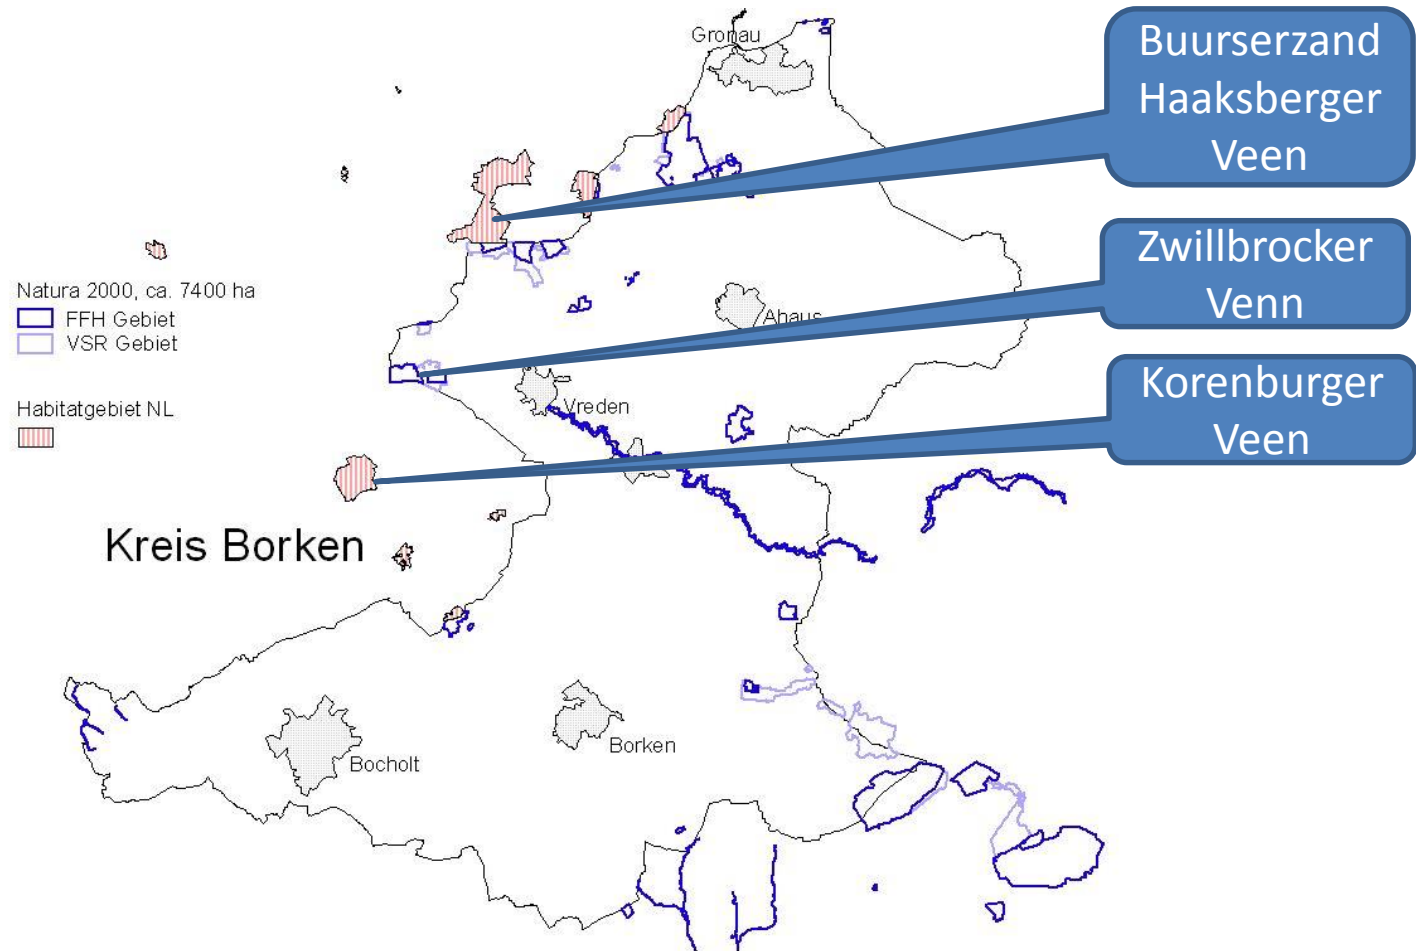 Gronau
Buurserzand
Haaksberger
Veen
Zwillbrocker
Venn
Natura 2000, ca. 7400 ha
FFH Gebiet
VSR Gebiet
Ahaus
Korenburger
Veen
Habitatgebiet NL
Vreden
Kreis Borken
Borken
Bocholt